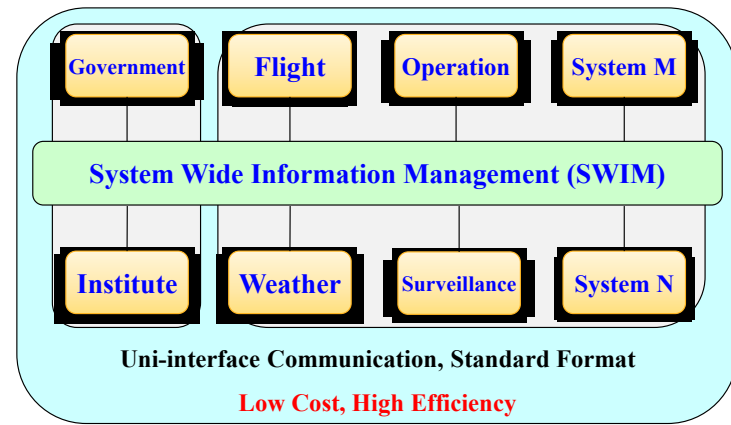 Government
Flight
Operation
System M
System Wide Information Management (SWIM)
Institute
Weather
Surveillance
System N
Uni-interface Communication, Standard Format
Low Cost, High Efficiency